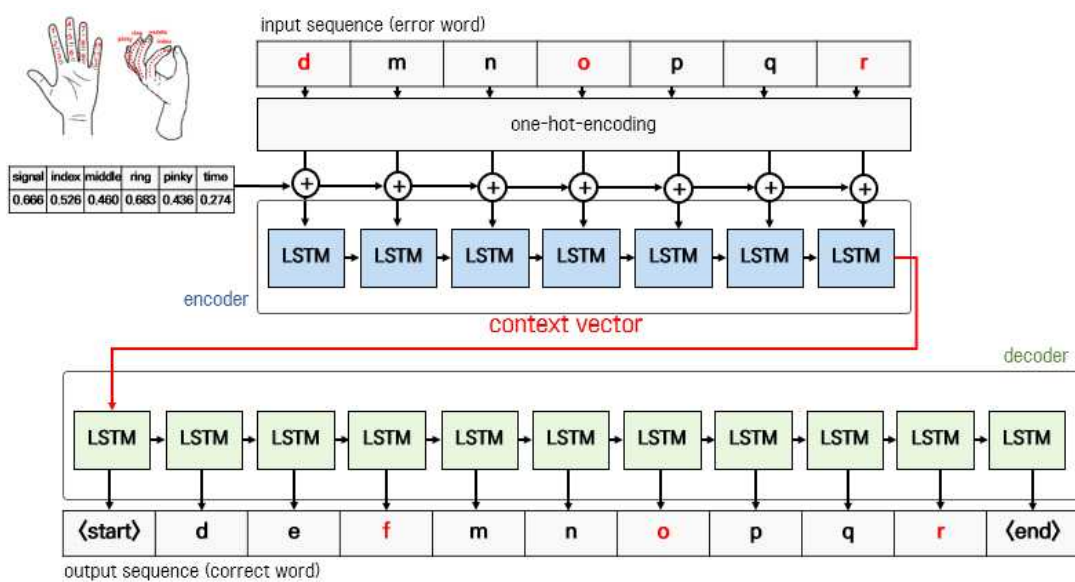 input sequence (error word)
d m n o p q r
one-hot-encoding
signal index middle ring pinky time
0.666 0.526 0.460 0.683 0.436 0.274
+ + + + + + +
LSTM LSTM LSTM LSTM LSTM LSTM LSTM
encoder
context vector
decoder
LSTM LSTM LSTM LSTM LSTM LSTM LSTM LSTM LSTM LSTM LSTM
⟨start⟩ d e f m n o p q r ⟨end⟩
output sequence (correct word)